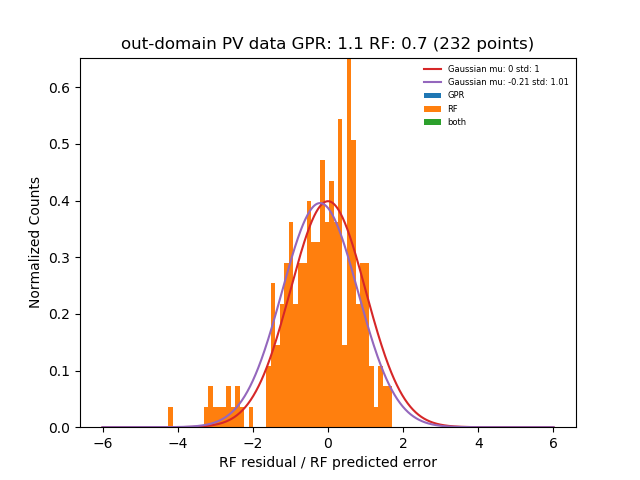 out-domain PV data GPR: 1.1 RF: 0.7 (232 points)
Gaussian mu: 0 std: 1
Gaussian mu: -0.21 std: 1.01
GPR
RF
both
Normalized Counts
0.6
0.5
0.4
0.3
0.2
0.1
0.0
−6 −4 −2 0 2 4 6
RF residual / RF predicted error